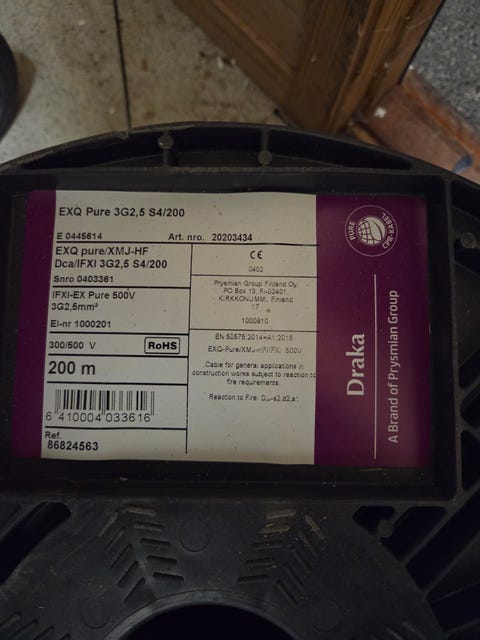 EXQ Pure 3G2,5 S4/200
E 0445614 Art. nro. 20203434
EXQ pure/XMJ-HF
Dca/IFXI 3G2,5 S4/200
Snro 0403361
IFXI-EX Pure 500V
3G2,5mm²
El-nr 1000201
300/500 V RoHS
200 m
6 410004 033616
Ref.
86824563
CE
0402
Prysmian Group Finland Oy,
PO Box 13, FI-02401
KIRKKONUMMI, Finland
17
1000810
EN 50575:2014+A1:2016
EXQ-Pure/XMJ-HF/IFXI 500V
Cable for general applications in
construction works subject to reaction to
fire requirements.
Reaction to Fire: Dca-s2,d2,a1
PURE
CPR-KABEL
Draka
A Brand of Prysmian Group